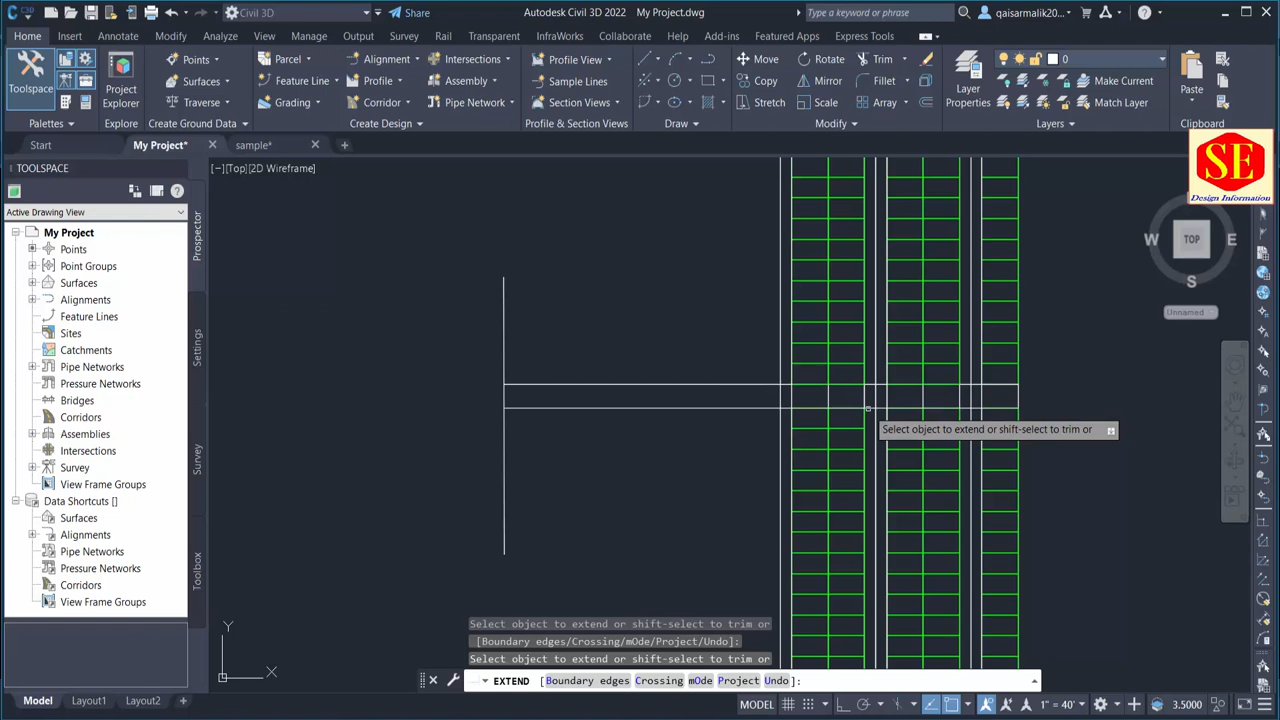 C3D
Civil 3D
Share
Autodesk Civil 3D 2022 My Project.dwg
Type a keyword or phrase
qaisarmalik20...
Home Insert Annotate Modify Analyze View Manage Output Survey Rail Transparent InfraWorks Collaborate Help Add-ins Featured Apps Express Tools
Toolspace
Palettes
Project Explorer
Explore
Points
Surfaces
Traverse
Create Ground Data
Parcel
Feature Line
Grading
Alignment
Profile
Corridor
Intersections
Assembly
Pipe Network
Create Design
Profile View
Sample Lines
Section Views
Profile & Section Views
Draw
Move
Copy
Stretch
Rotate
Mirror
Scale
Trim
Fillet
Array
Modify
Layer Properties
0
Make Current
Match Layer
Layers
Paste
Clipboard
Start My Project* sample*
SE
Design Information
TOOLSPACE
Active Drawing View
My Project
Points
Point Groups
Surfaces
Alignments
Feature Lines
Sites
Catchments
Pipe Networks
Pressure Networks
Bridges
Corridors
Assemblies
Intersections
Survey
View Frame Groups
Data Shortcuts []
Surfaces
Alignments
Pipe Networks
Pressure Networks
Corridors
View Frame Groups
Prospector
Settings
Survey
Toolbox
[−][Top][2D Wireframe]
W TOP E
S
Unnamed
Select object to extend or shift-select to trim or
Y
X
Select object to extend or shift-select to trim or
[Boundary edges/Crossing/mOde/Project/Undo]:
Select object to extend or shift-select to trim or
EXTEND [Boundary edges Crossing mOde Project Undo]:
Model Layout1 Layout2
MODEL 1" = 40' 3.5000